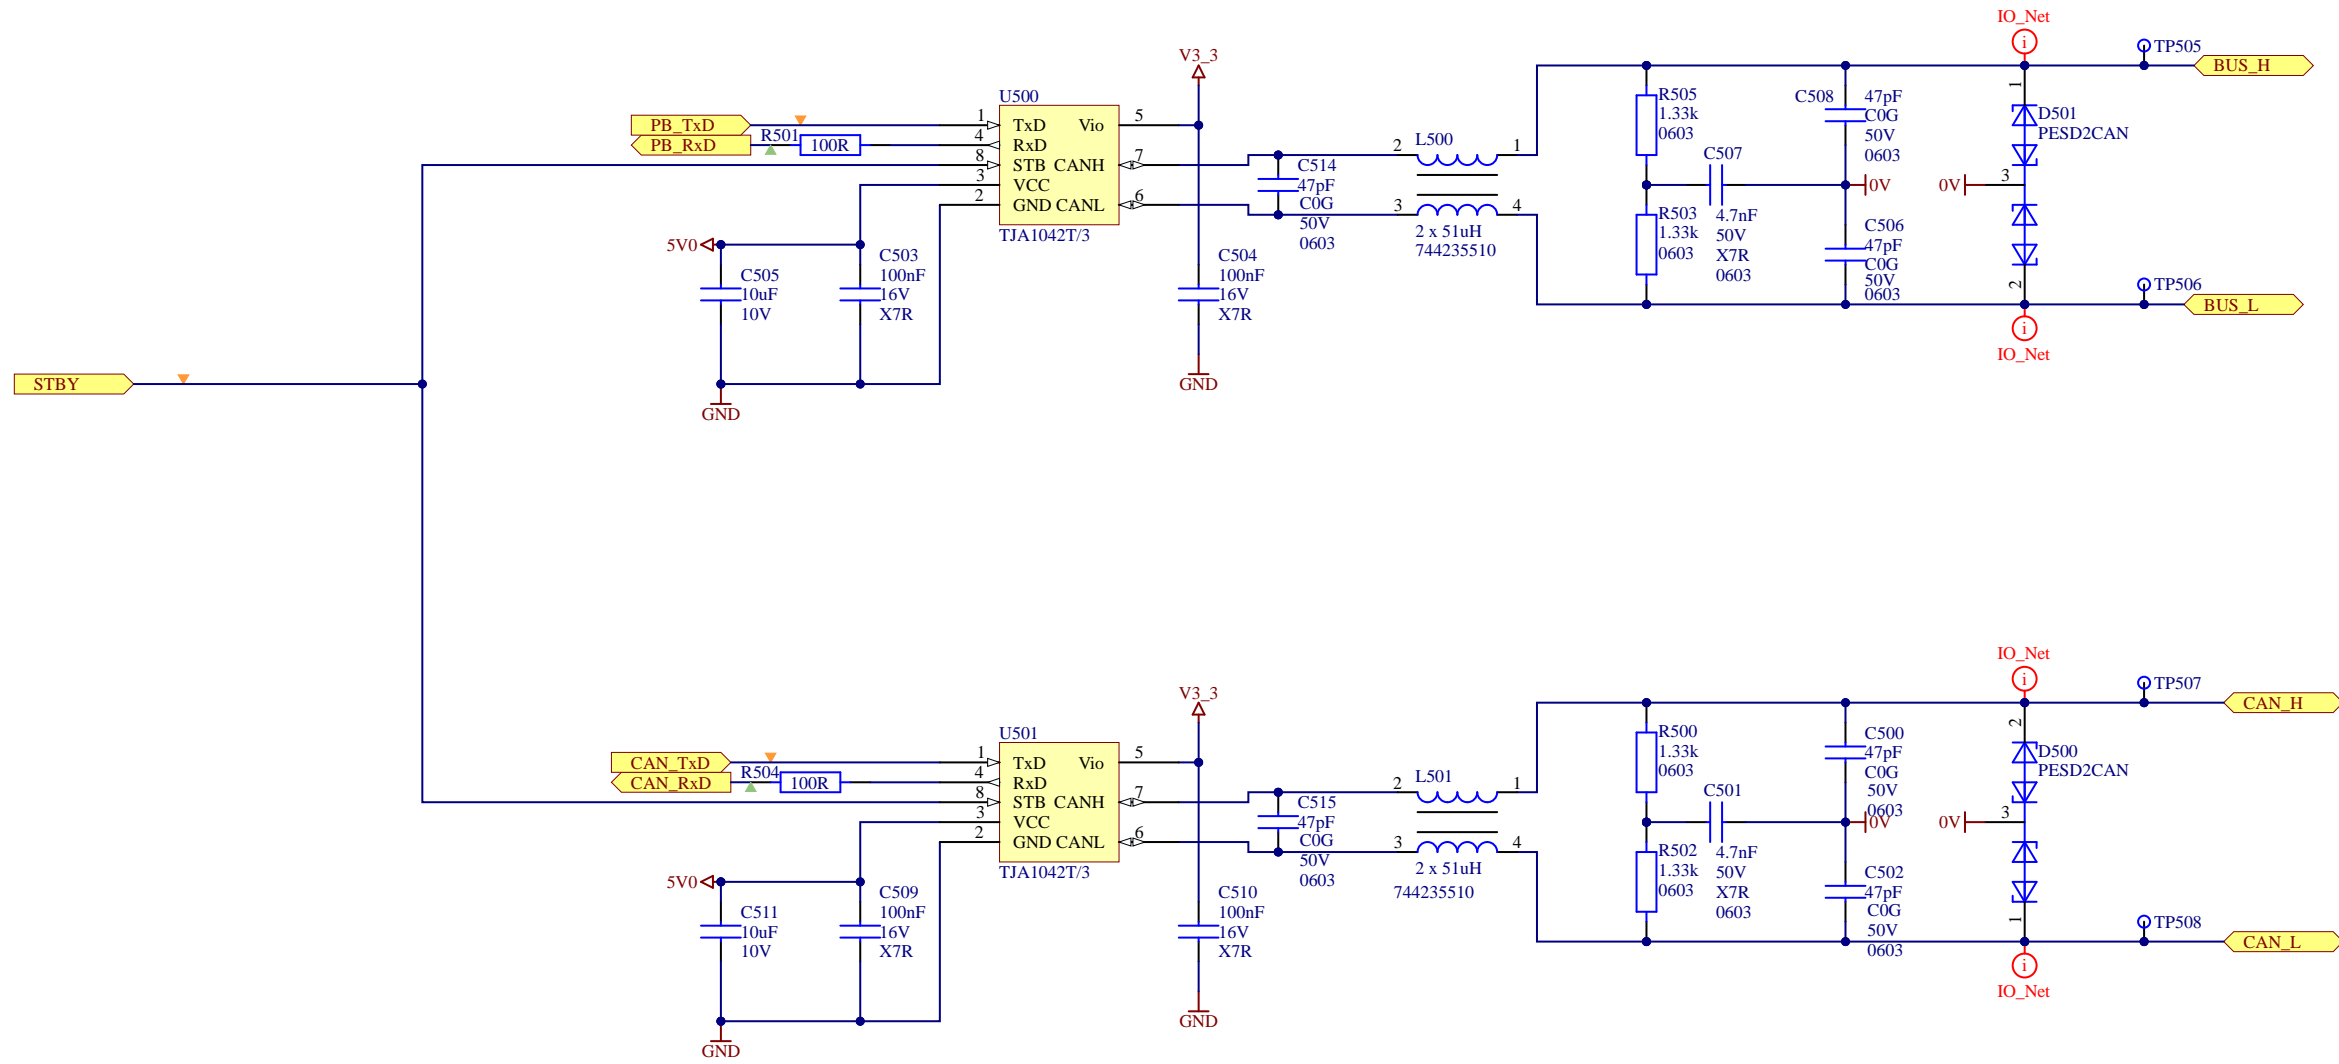 IO_Net
i
TP505
BUS_H
V3_3
U500
PB_TxD
PB_RxD
R501
100R
1
4
8
3
2
TxD
RxD
STB
VCC
GND
Vio
CANH
CANL
5
7
6
TJA1042T/3
C514
47pF
C0G
50V
0603
L500
2
1
3
4
2 x 51uH
744235510
R505
1.33k
0603
R503
1.33k
0603
C507
4.7nF
50V
X7R
0603
C508
47pF
C0G
50V
0603
0V
C506
47pF
C0G
50V
0603
1
D501
PESD2CAN
0V
3
2
TP506
BUS_L
i
IO_Net
5V0
C505
10uF
10V
C503
100nF
16V
X7R
C504
100nF
16V
X7R
GND
GND
STBY
IO_Net
i
TP507
CAN_H
V3_3
U501
CAN_TxD
CAN_RxD
R504
100R
1
4
8
3
2
TxD
RxD
STB
VCC
GND
Vio
CANH
CANL
5
7
6
TJA1042T/3
C515
47pF
C0G
50V
0603
L501
2
1
3
4
2 x 51uH
744235510
R500
1.33k
0603
R502
1.33k
0603
C501
4.7nF
50V
X7R
0603
C500
47pF
C0G
50V
0603
0V
C502
47pF
C0G
50V
0603
2
D500
PESD2CAN
0V
3
1
TP508
CAN_L
i
IO_Net
5V0
C511
10uF
10V
C509
100nF
16V
X7R
C510
100nF
16V
X7R
GND
GND